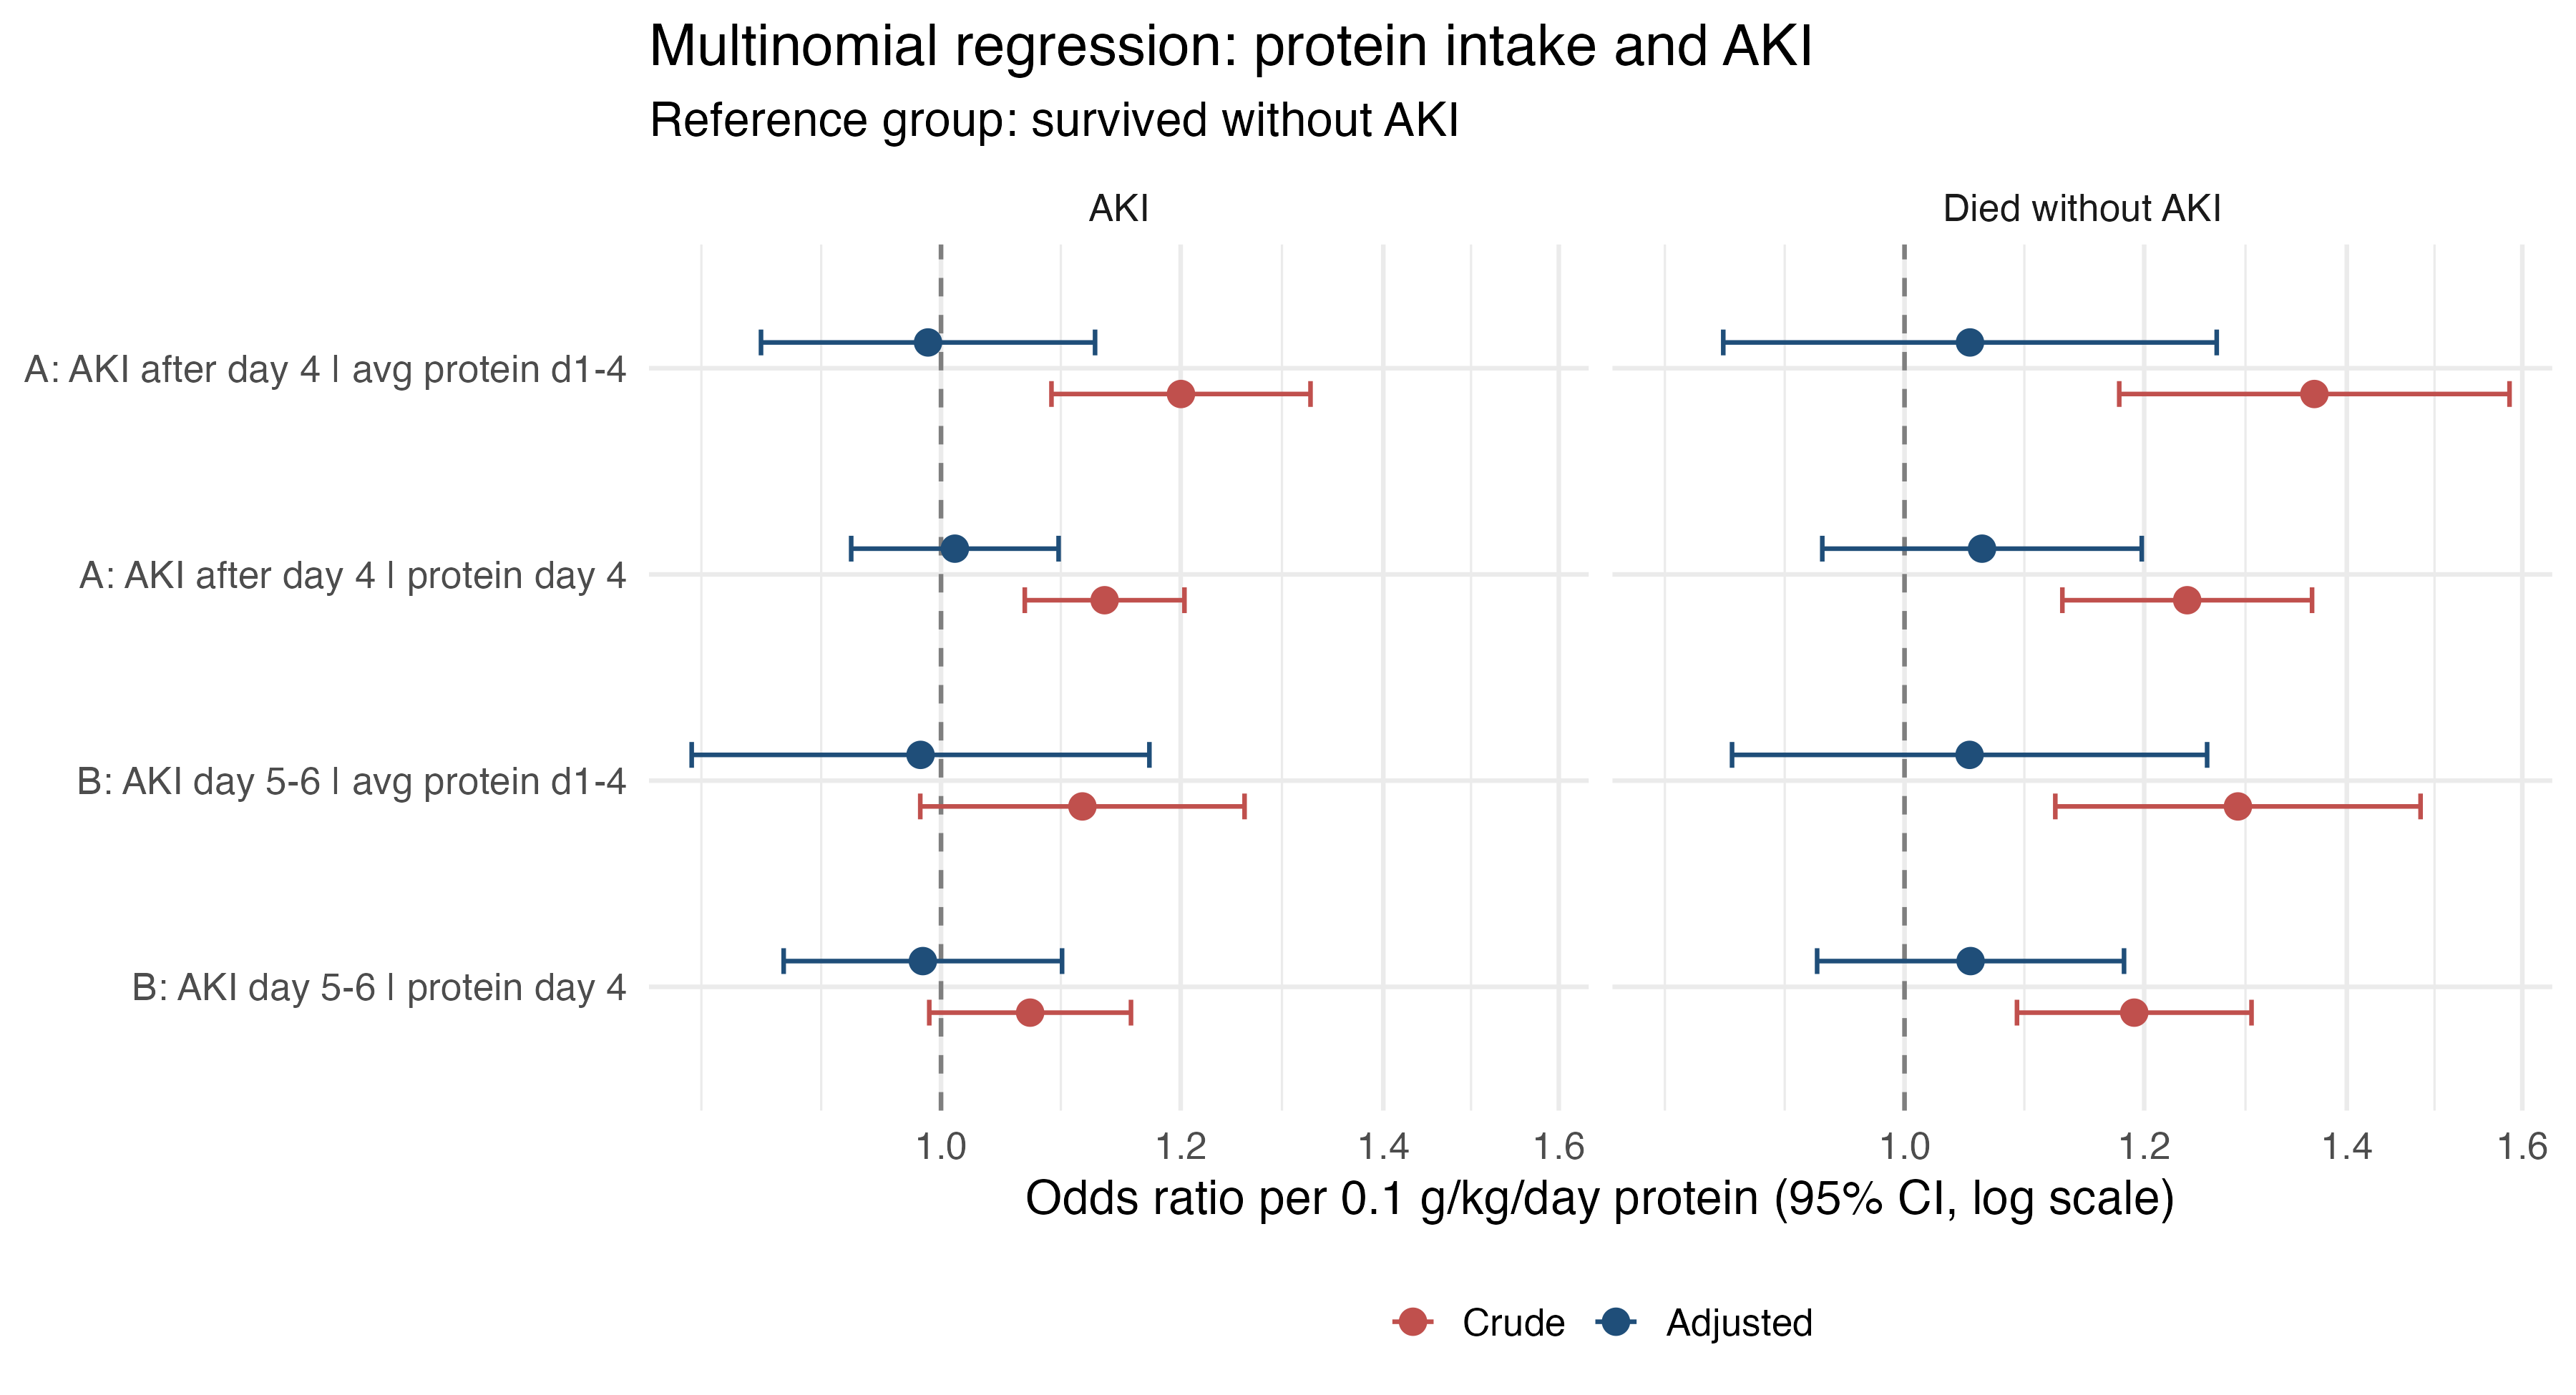 Multinomial regression: protein intake and AKI
Reference group: survived without AKI
AKI
Died without AKI
A: AKI after day 4 | avg protein d1-4
A: AKI after day 4 | protein day 4
B: AKI day 5-6 | avg protein d1-4
B: AKI day 5-6 | protein day 4
1.0 1.2 1.4 1.6 1.0 1.2 1.4 1.6
Odds ratio per 0.1 g/kg/day protein (95% CI, log scale)
Crude Adjusted